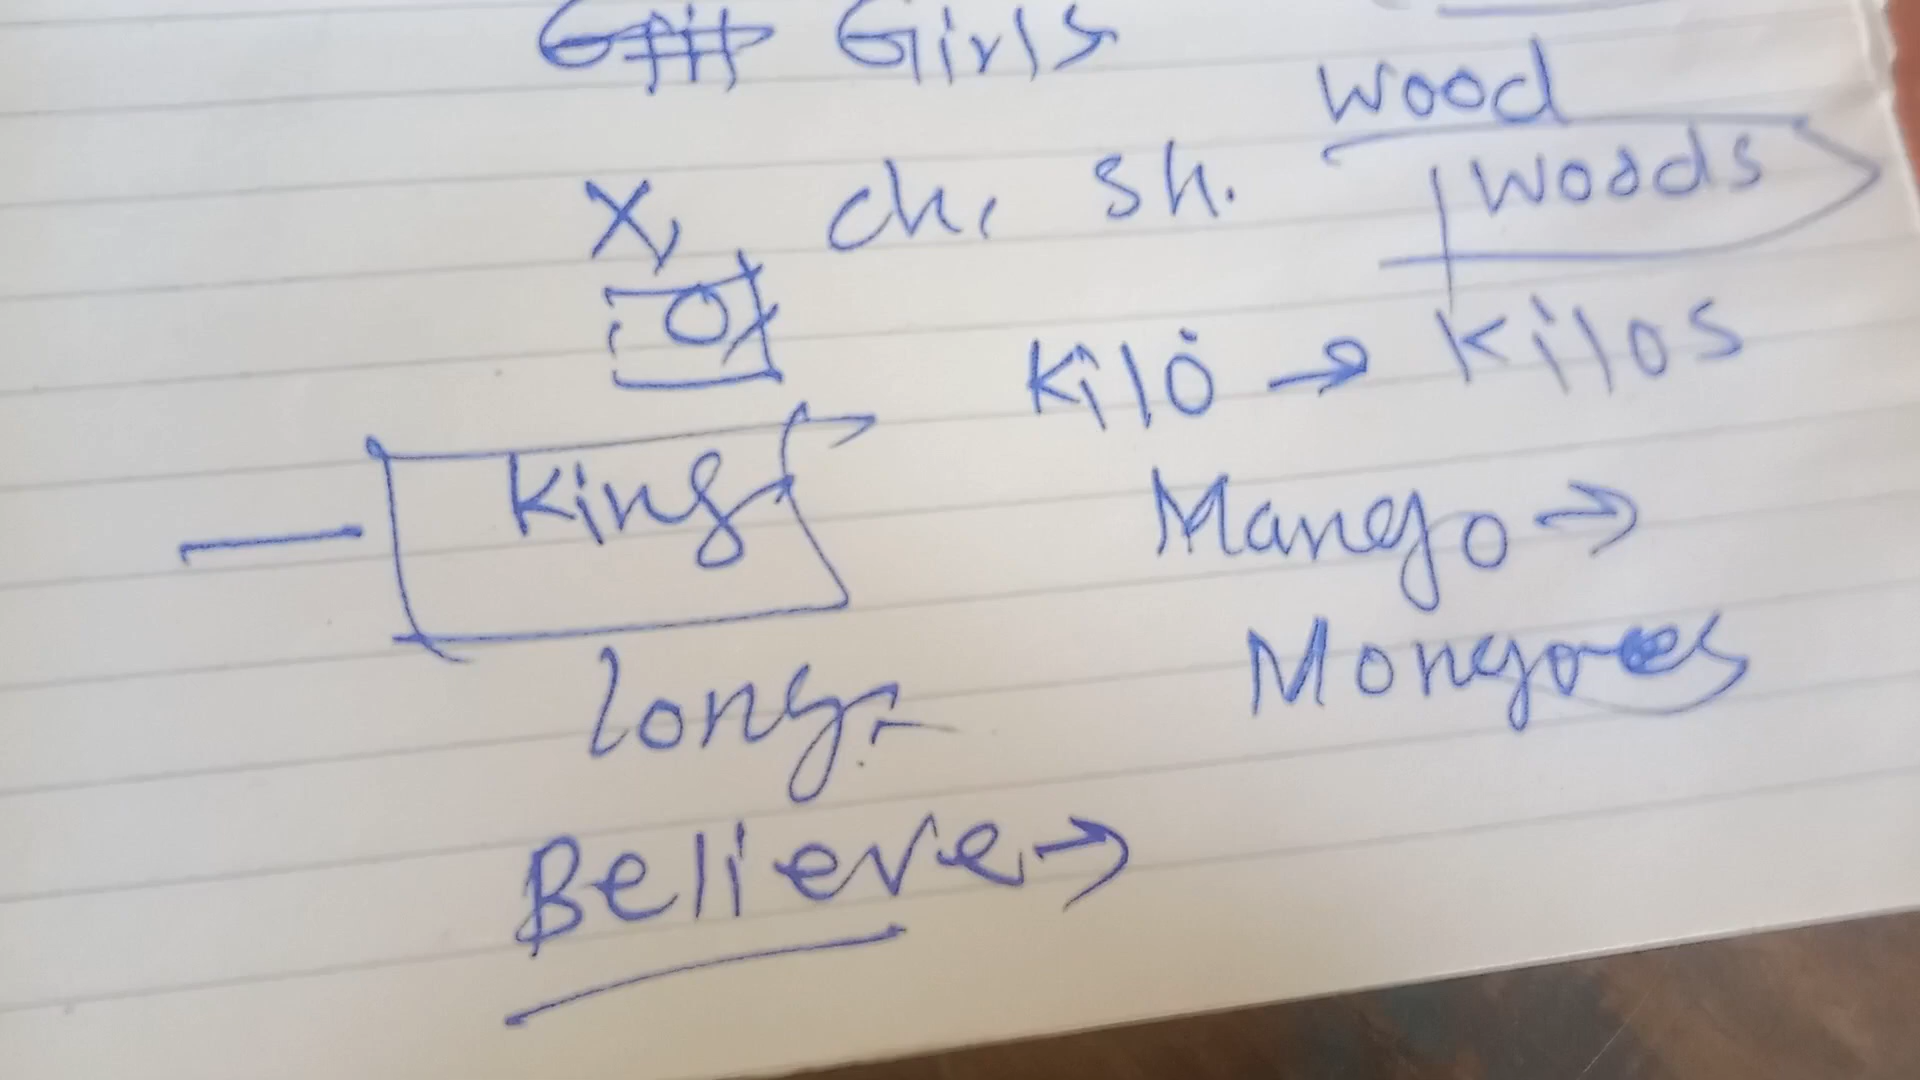 Girls
Wood
x, ch, sh.
Woods
O,
Kilo → Kilos
King
Mango →
Mongoes
long
Believe →